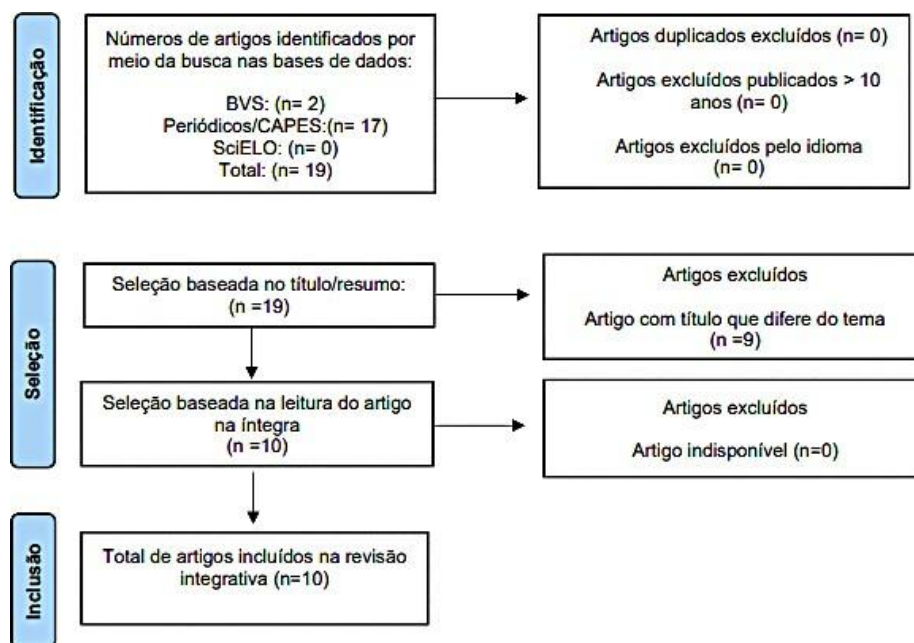 Identificação
Números de artigos identificados por
meio da busca nas bases de dados:
BVS: (n= 2)
Periódicos/CAPES:(n= 17)
SciELO: (n= 0)
Total: (n= 19)
Artigos duplicados excluídos (n= 0)
Artigos excluídos publicados > 10
anos (n= 0)
Artigos excluídos pelo idioma
(n= 0)
Seleção
Seleção baseada no título/resumo:
(n =19)
Artigos excluídos
Artigo com título que difere do tema
(n =9)
Seleção baseada na leitura do artigo
na íntegra
(n =10)
Artigos excluídos
Artigo indisponível (n=0)
Inclusão
Total de artigos incluídos na revisão
integrativa (n=10)